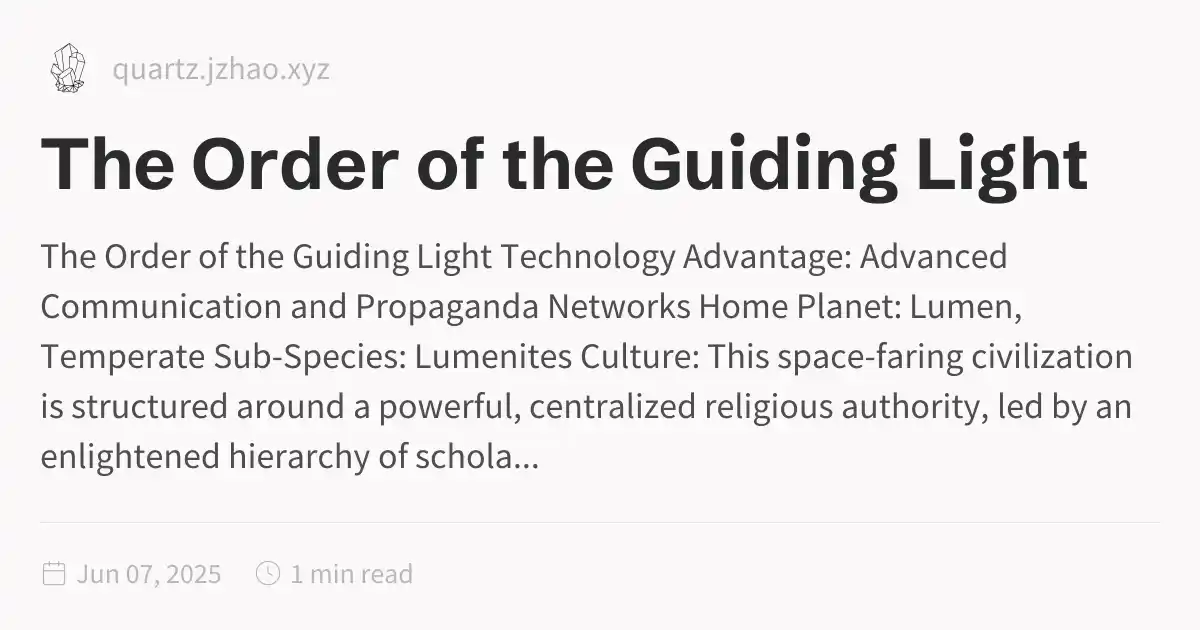 quartz.jzhao.xyz
The Order of the Guiding Light
The Order of the Guiding Light Technology Advantage: Advanced
Communication and Propaganda Networks Home Planet: Lumen,
Temperate Sub-Species: Lumenites Culture: This space-faring civilization
is structured around a powerful, centralized religious authority, led by an
enlightened hierarchy of schola...
Jun 07, 2025 1 min read